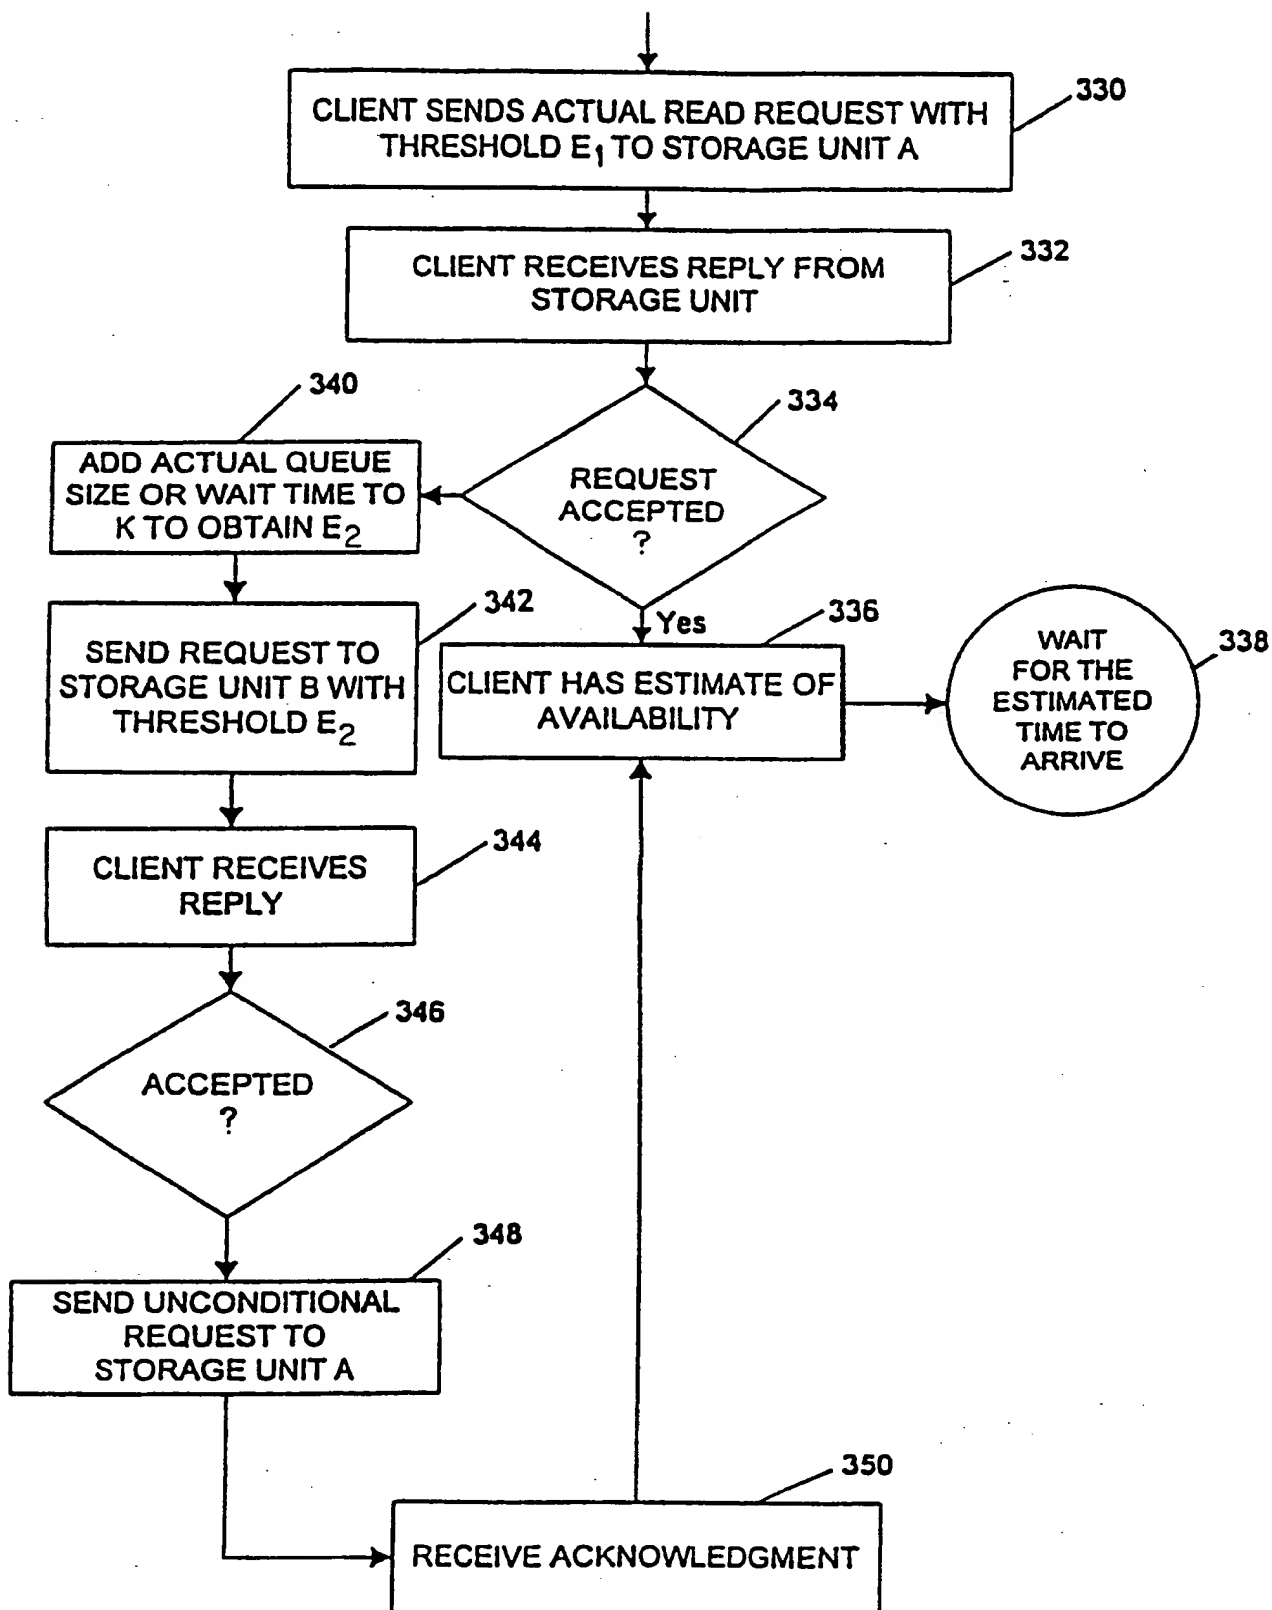 330
CLIENT SENDS ACTUAL READ REQUEST WITH
THRESHOLD E1 TO STORAGE UNIT A
332
CLIENT RECEIVES REPLY FROM
STORAGE UNIT
334
REQUEST
ACCEPTED
?
Yes
340
ADD ACTUAL QUEUE
SIZE OR WAIT TIME TO
K TO OBTAIN E2
342
SEND REQUEST TO
STORAGE UNIT B WITH
THRESHOLD E2
336
CLIENT HAS ESTIMATE OF
AVAILABILITY
338
WAIT
FOR THE
ESTIMATED
TIME TO
ARRIVE
344
CLIENT RECEIVES
REPLY
346
ACCEPTED
?
348
SEND UNCONDITIONAL
REQUEST TO
STORAGE UNIT A
350
RECEIVE ACKNOWLEDGMENT